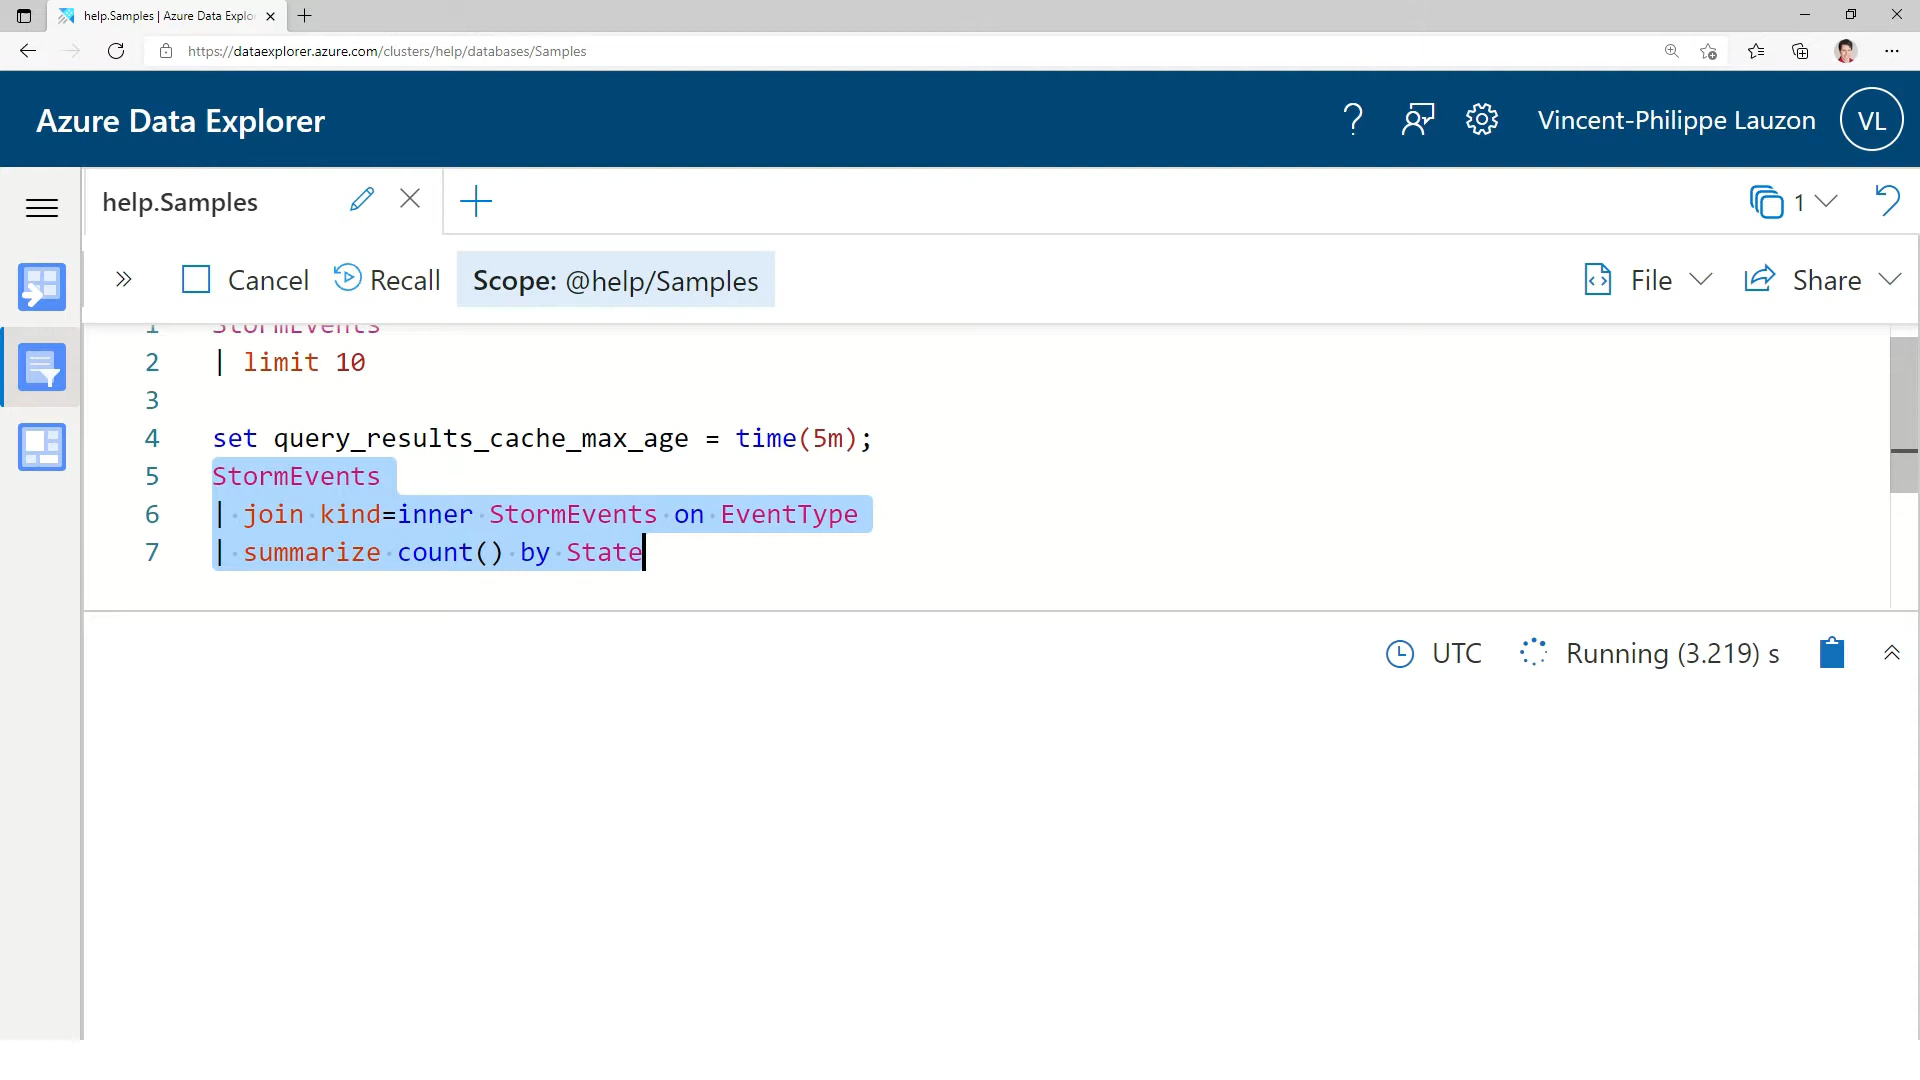 help.Samples | Azure Data Explo
https://dataexplorer.azure.com/clusters/help/databases/Samples
Azure Data Explorer
Vincent-Philippe Lauzon
VL
help.Samples
1
Cancel
Recall
Scope: @help/Samples
File
Share
1 StormEvents
2 | limit 10
3
4 set query_results_cache_max_age = time(5m);
5 StormEvents
6 | join kind=inner StormEvents on EventType
7 | summarize count() by State
UTC
Running (3.219) s